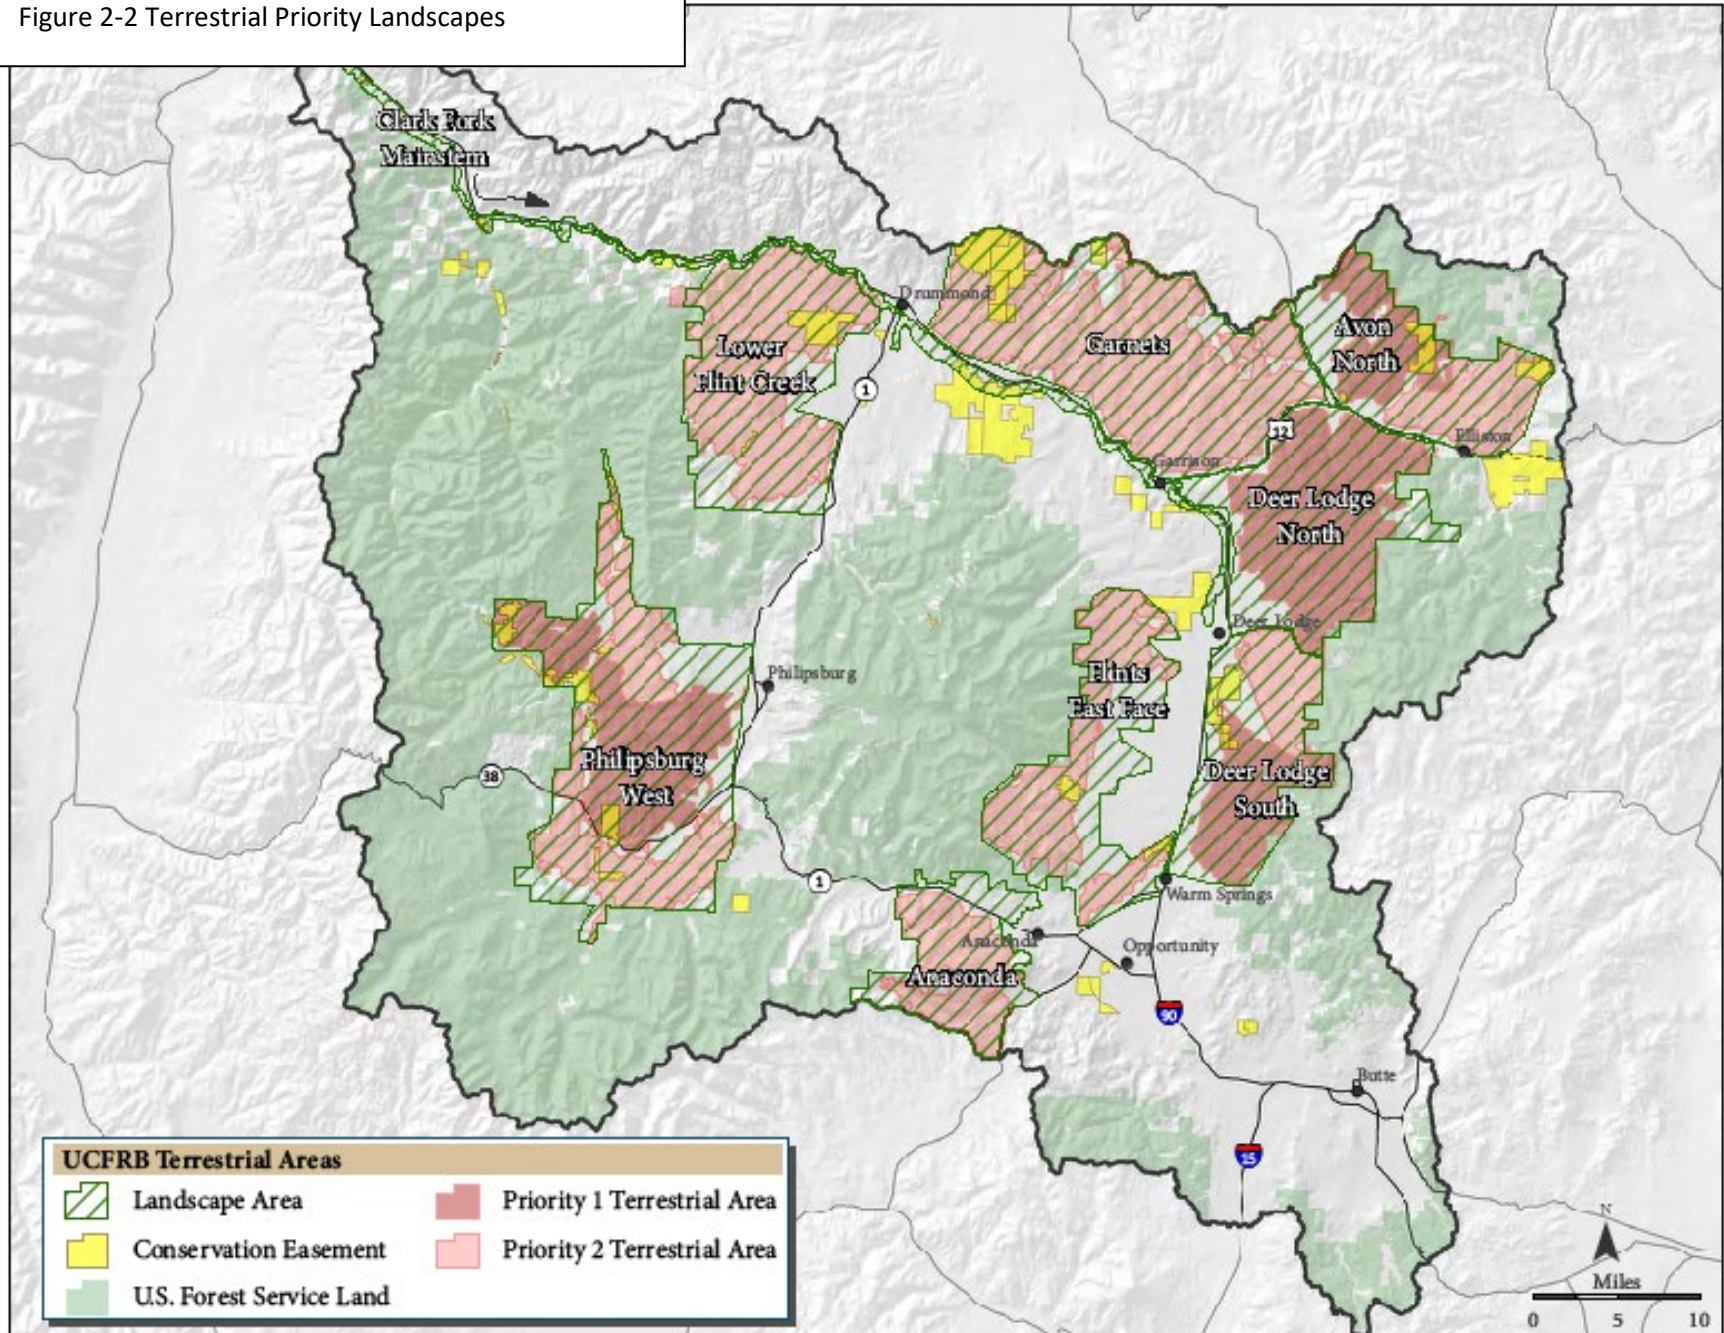 Figure 2-2 Terrestrial Priority Landscapes
Clark Fork
Mainstem
Drummond
Garnets
Avon
North
Lower
Flint Creek
1
12
Elliston
Garrison
Deer Lodge
North
Deer Lodge
Philipsburg
Flints
East Face
Philipsburg
West
38
Deer Lodge
South
1
Warm Springs
Anaconda
Opportunity
Anaconda
90
Butte
15
UCFRB Terrestrial Areas
Landscape Area
Priority 1 Terrestrial Area
Conservation Easement
Priority 2 Terrestrial Area
U.S. Forest Service Land
N
Miles
0 5 10